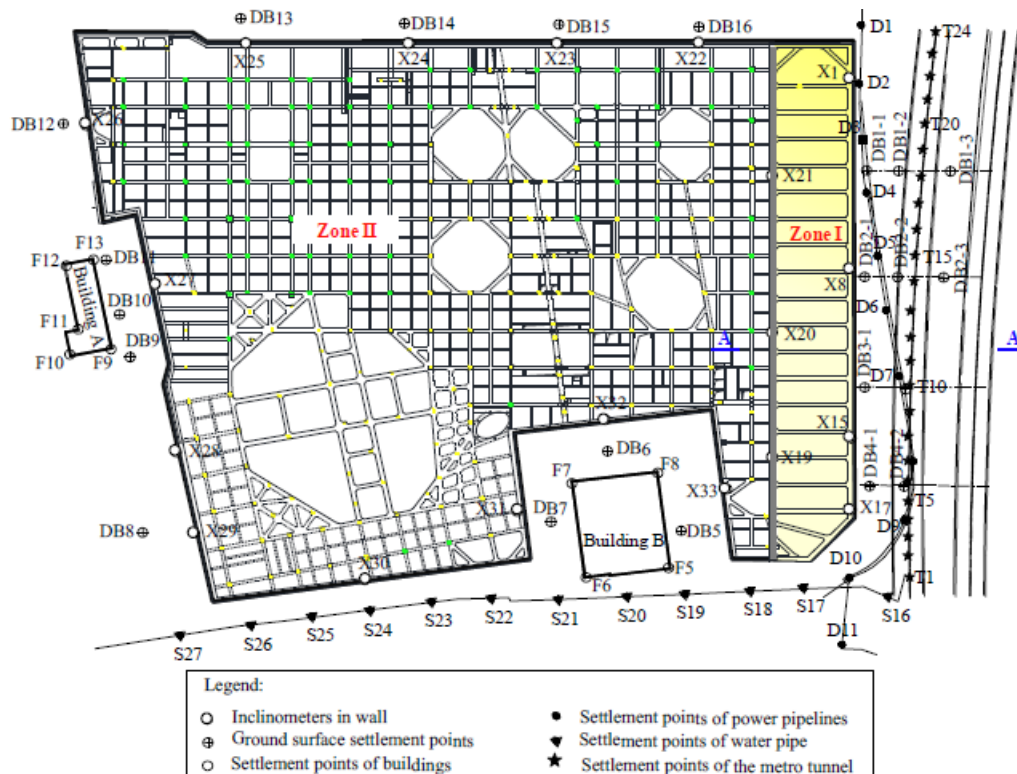 DB13
DB14
DB15
DB16
D1
T24
X25
X24
X23
X22
X1
D2
DB12
X26
D3
DB1-1
DB1-2
T20
DB1-3
X21
D4
Zone II
Zone I
DB2-1
D5
DB2-2
T15
DB2-3
F13
F12
DB11
X27
X8
Building A
DB10
D6
F11
X20
A
A
DB9
F10
F9
DB3-1
D7
T10
X32
X15
X28
DB6
F8
X19
DB4-1
DB4-2
F7
X33
T5
X31
DB7
X17
DB8
X29
DB5
D9
Building B
X30
F6
F5
D10
T1
S27
S26
S25
S24
S23
S22
S21
S20
S19
S18
S17
S16
D11
Legend:
Inclinometers in wall
Ground surface settlement points
Settlement points of buildings
Settlement points of power pipelines
Settlement points of water pipe
Settlement points of the metro tunnel